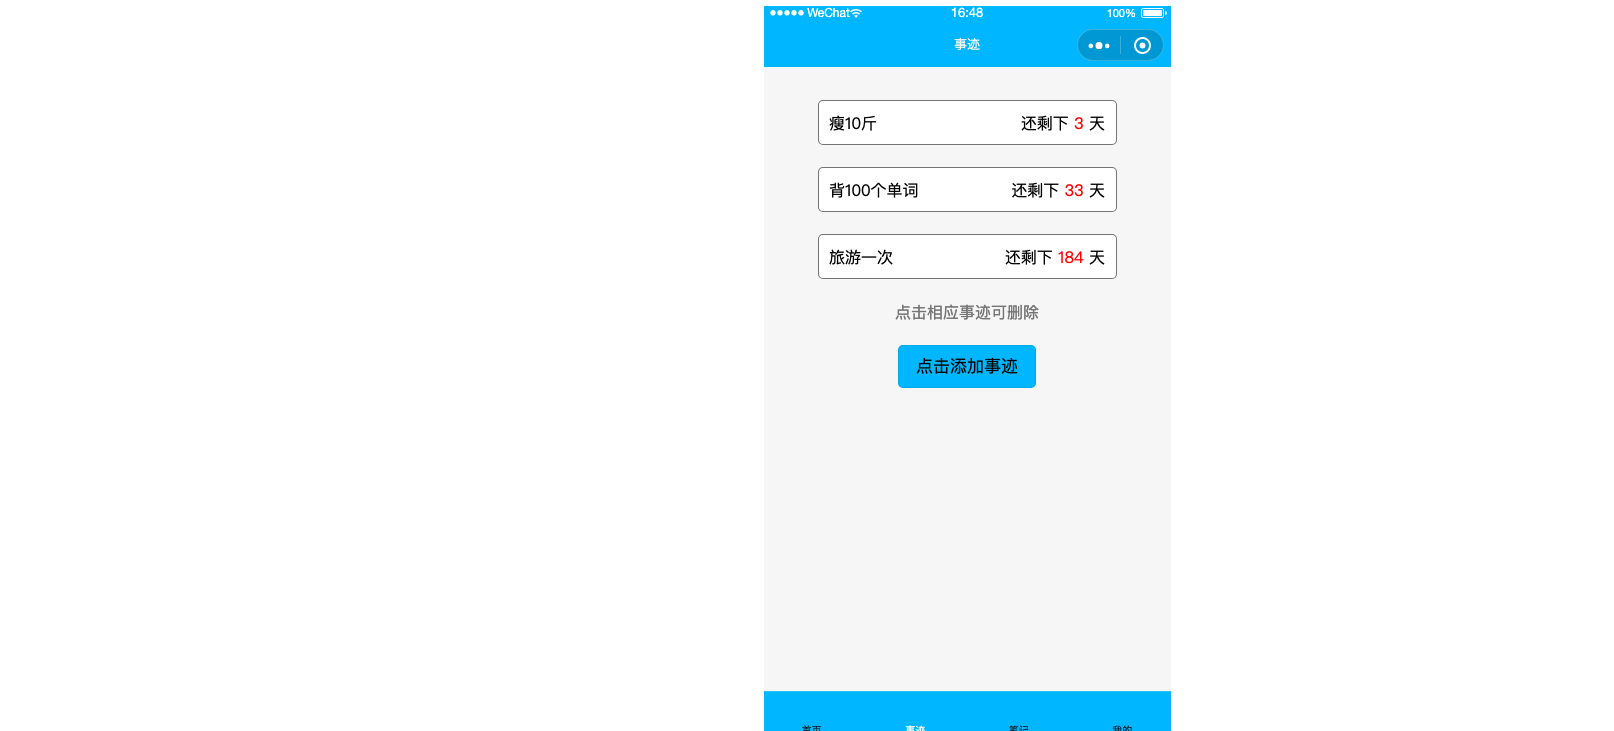 WeChat 16:48 100%
事迹
瘦10斤 还剩下 3 天
背100个单词 还剩下 33 天
旅游一次 还剩下 184 天
点击相应事迹可删除
点击添加事迹
首页 事迹 笔记 我的